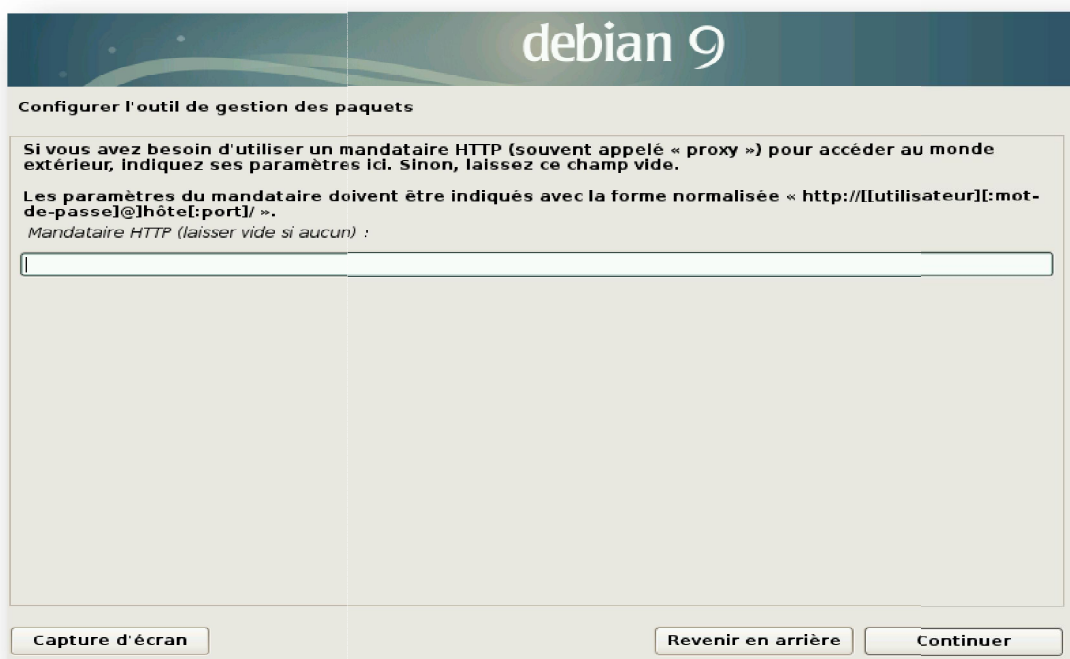 debian 9
Configurer l'outil de gestion des paquets
Si vous avez besoin d'utiliser un mandataire HTTP (souvent appelé « proxy ») pour accéder au monde
extérieur, indiquez ses paramètres ici. Sinon, laissez ce champ vide.
Les paramètres du mandataire doivent être indiqués avec la forme normalisée « http://[[utilisateur][:mot-
de-passe]@]hôte[:port]/ ».
Mandataire HTTP (laisser vide si aucun) :
Capture d'écran
Revenir en arrière
Continuer